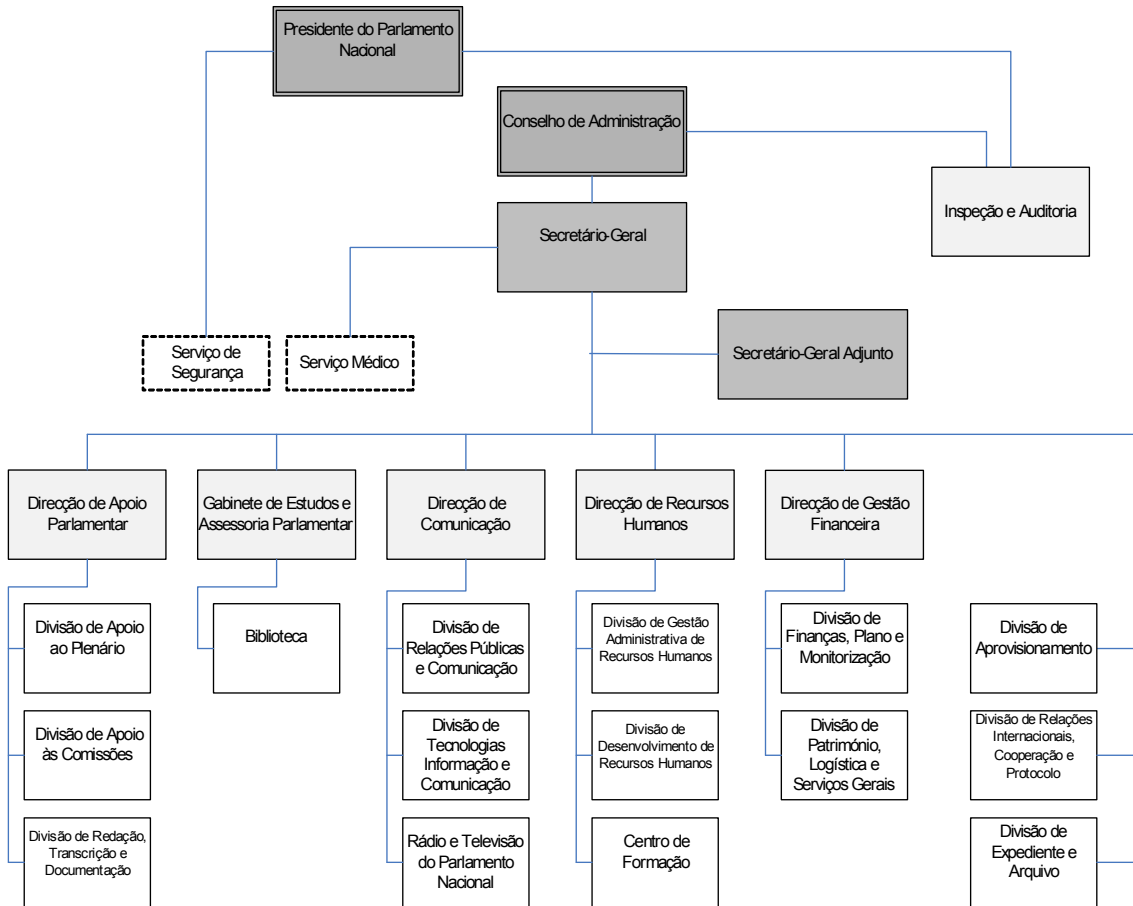 Presidente do Parlamento
Nacional
Conselho de Administração
Inspeção e Auditoria
Secretário-Geral
Serviço de
Segurança
Serviço Médico
Secretário-Geral Adjunto
Direcção de Apoio
Parlamentar
Gabinete de Estudos e
Assessoria Parlamentar
Direcção de
Comunicação
Direcção de Recursos
Humanos
Direcção de Gestão
Financeira
Divisão de Apoio
ao Plenário
Biblioteca
Divisão de
Relações Públicas
e Comunicação
Divisão de Gestão
Administrativa de
Recursos Humanos
Divisão de
Finanças, Plano e
Monitorização
Divisão de
Aprovisionamento
Divisão de Apoio
às Comissões
Divisão de
Tecnologias
Informação e
Comunicação
Divisão de
Desenvolvimento de
Recursos Humanos
Divisão de
Património,
Logística e
Serviços Gerais
Divisão de Relações
Internacionais,
Cooperação e
Protocolo
Divisão de Redação,
Transcrição e
Documentação
Rádio e Televisão
do Parlamento
Nacional
Centro de
Formação
Divisão de
Expediente e
Arquivo